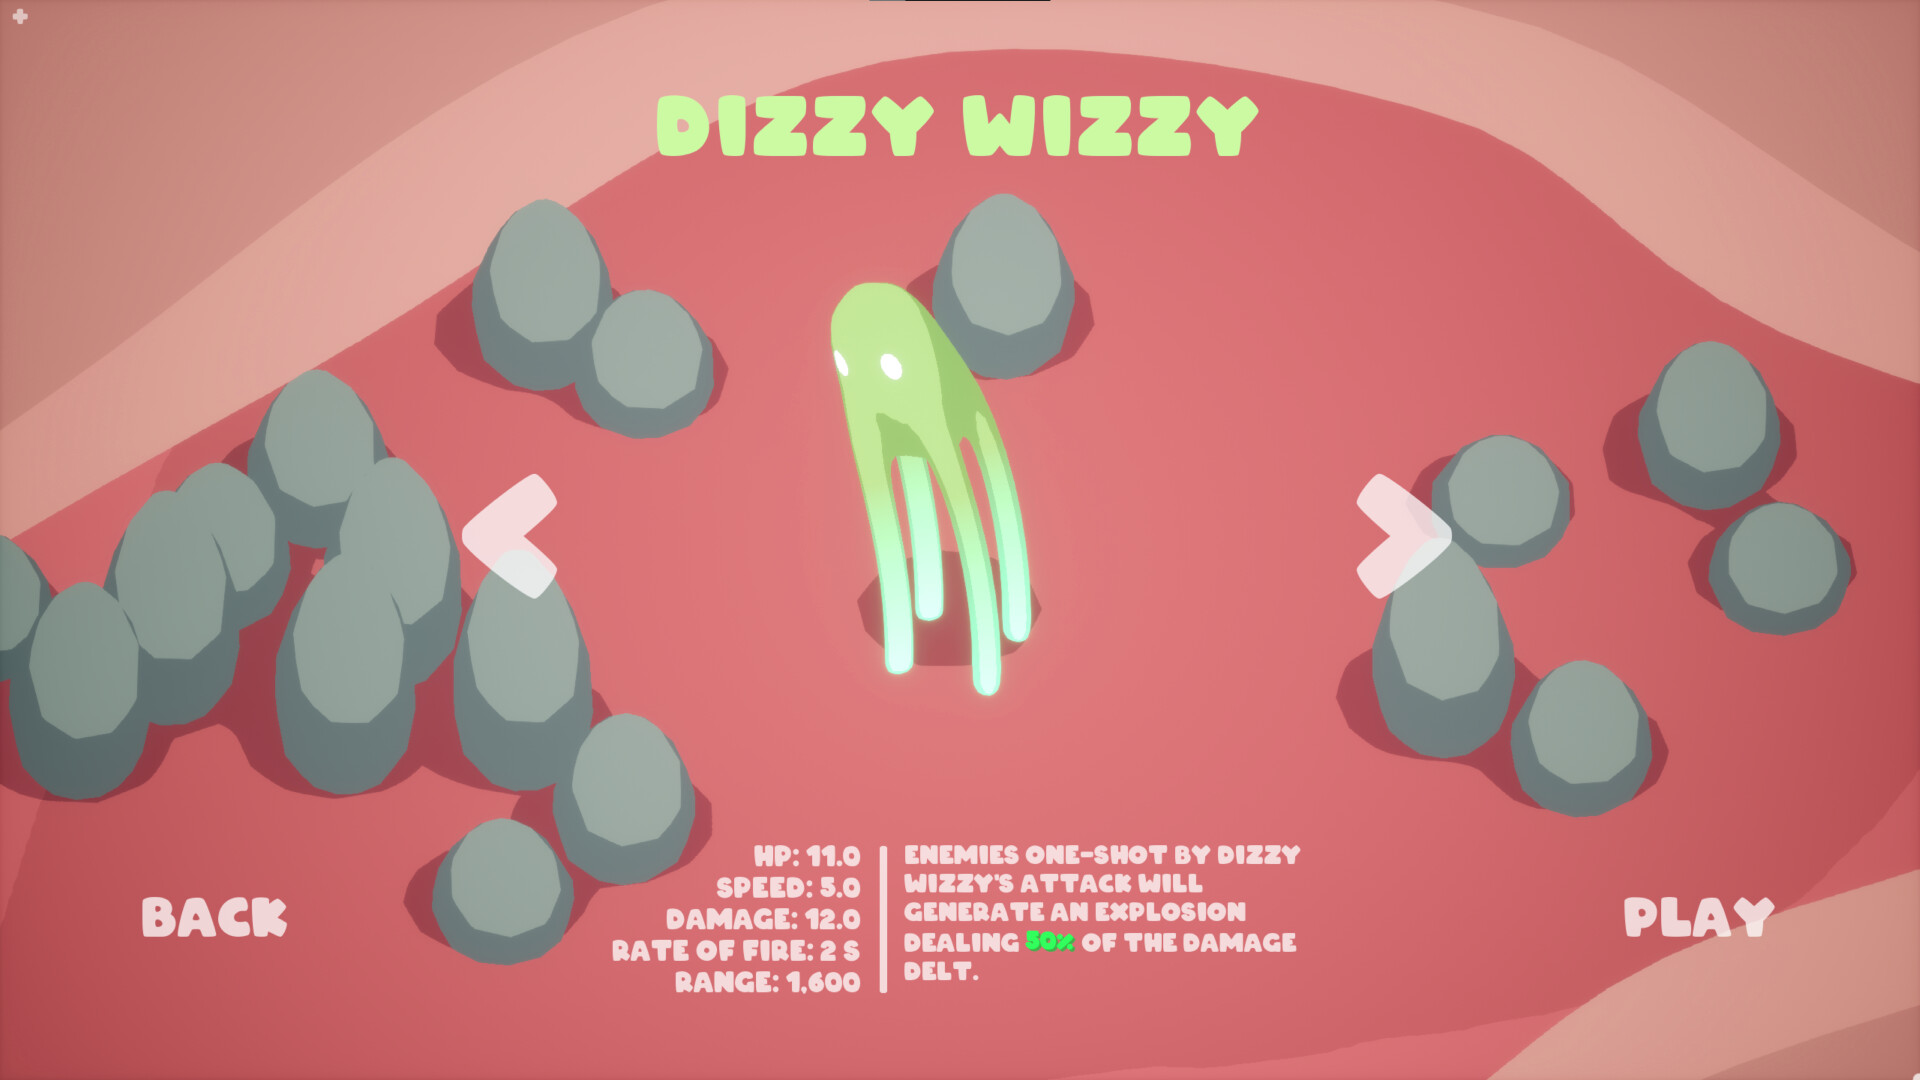 DIZZY WIZZY
HP: 11.0
SPEED: 5.0
DAMAGE: 12.0
RATE OF FIRE: 2 S
RANGE: 1,600
ENEMIES ONE-SHOT BY DIZZY
WIZZY'S ATTACK WILL
GENERATE AN EXPLOSION
DEALING 50% OF THE DAMAGE
DELT.
BACK
PLAY